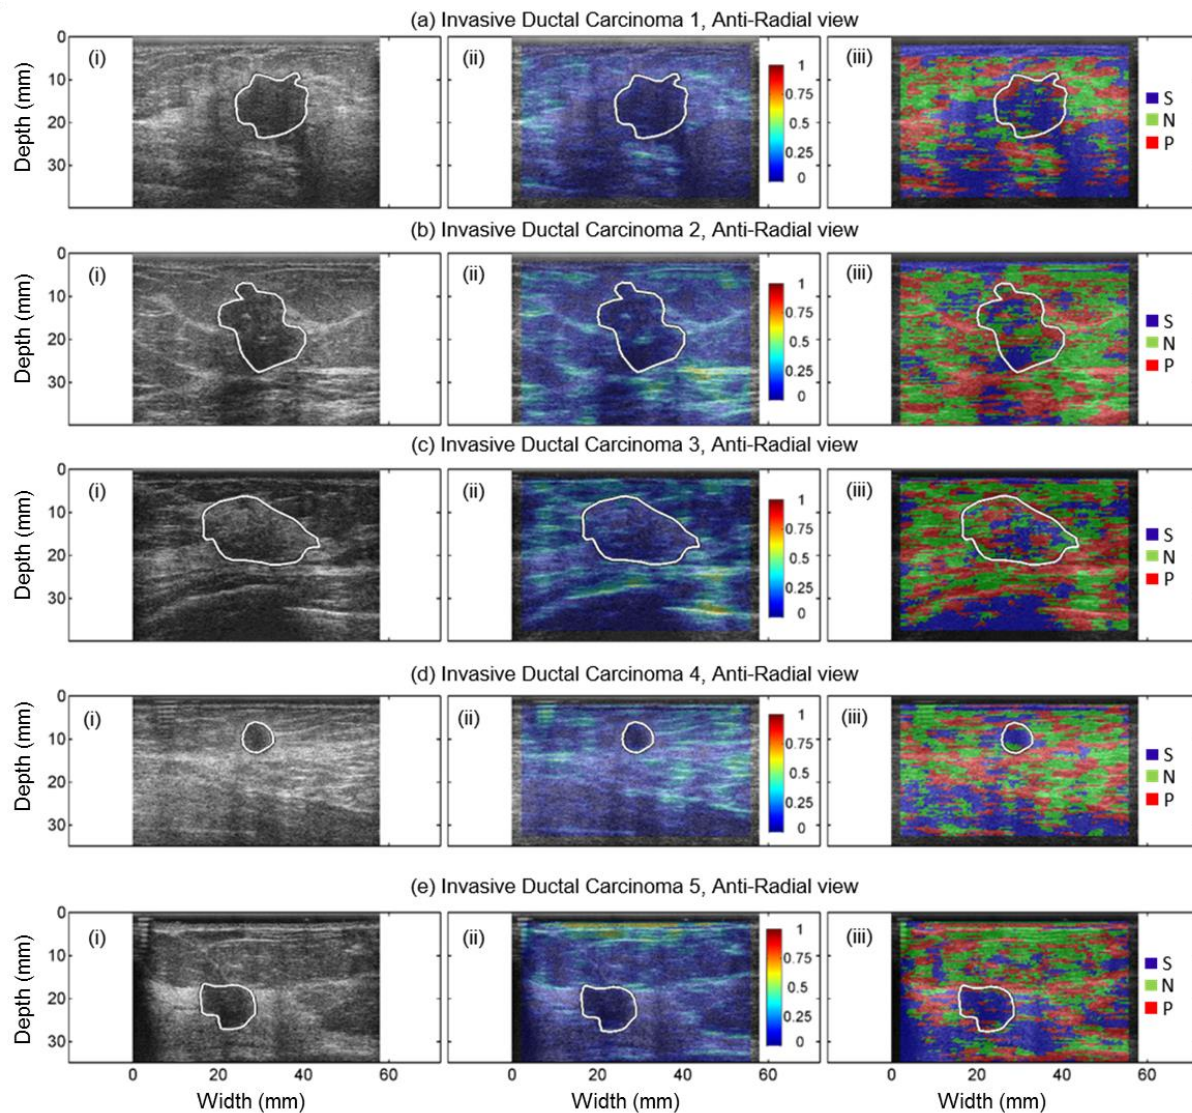 (a) Invasive Ductal Carcinoma 1, Anti-Radial view
(i) (ii) (iii)
Depth (mm)
0
10
20
30
1
0.75
0.5
0.25
0
S
N
P
(b) Invasive Ductal Carcinoma 2, Anti-Radial view
(i) (ii) (iii)
Depth (mm)
0
10
20
30
1
0.75
0.5
0.25
0
S
N
P
(c) Invasive Ductal Carcinoma 3, Anti-Radial view
(i) (ii) (iii)
Depth (mm)
0
10
20
30
1
0.75
0.5
0.25
0
S
N
P
(d) Invasive Ductal Carcinoma 4, Anti-Radial view
(i) (ii) (iii)
Depth (mm)
0
10
20
30
1
0.75
0.5
0.25
0
S
N
P
(e) Invasive Ductal Carcinoma 5, Anti-Radial view
(i) (ii) (iii)
Depth (mm)
0
10
20
30
1
0.75
0.5
0.25
0
S
N
P
0 20 40 60 0 20 40 60 0 20 40 60
Width (mm) Width (mm) Width (mm)